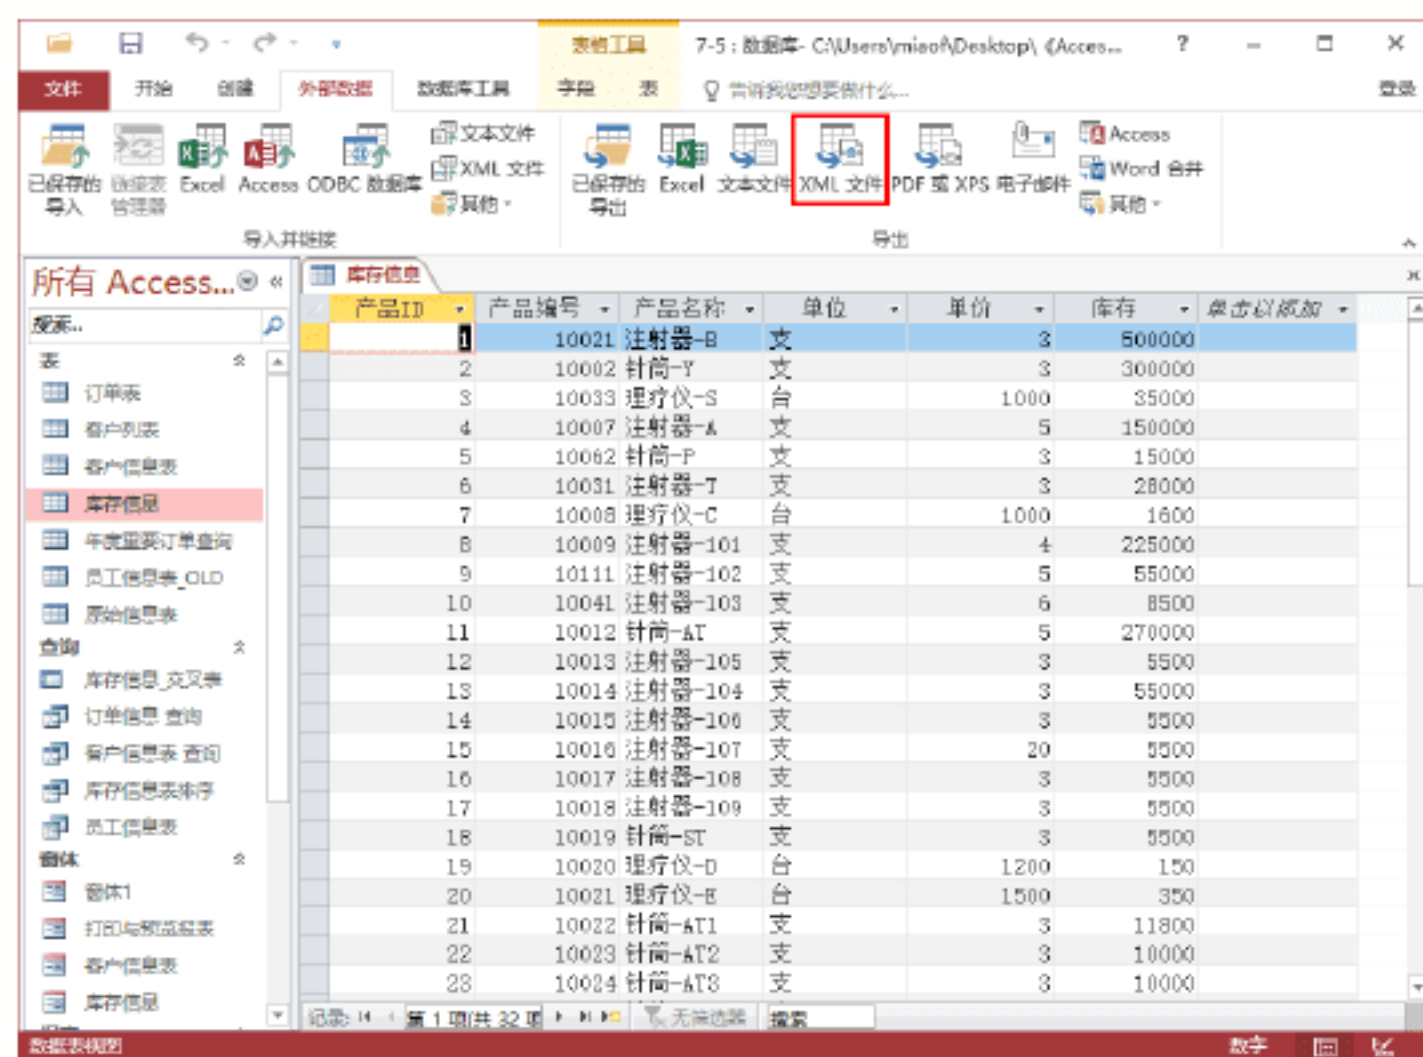 表格工具 7-5 : 数据库- C:\Users\miaof\Desktop\《Acces... ?
文件 开始 创建 外部数据 数据库工具 字段 表 告诉我您想要做什么... 登录
已保存的导入 链接表管理器 Excel Access ODBC 数据库 文本文件 XML 文件 其他
已保存的导出 Excel 文本文件 XML 文件 PDF 或 XPS 电子邮件 Access Word 合并 其他
导入并链接 导出
所有 Access... «
搜索...
表
订单表
客户列表
客户信息表
库存信息
年度重要订单查询
员工信息表_OLD
原始信息表
查询
库存信息_交叉表
订单信息 查询
客户信息表 查询
库存信息表排序
员工信息表
窗体
窗体1
打印与预览报表
客户信息表
库存信息
库存信息
产品ID 产品编号 产品名称 单位 单价 库存 单击以添加
1 10021 注射器-B 支 3 500000
2 10002 针筒-Y 支 3 300000
3 10033 理疗仪-S 台 1000 35000
4 10007 注射器-A 支 5 150000
5 10062 针筒-P 支 3 15000
6 10031 注射器-T 支 3 28000
7 10008 理疗仪-C 台 1000 1600
8 10009 注射器-101 支 4 225000
9 10111 注射器-102 支 5 55000
10 10041 注射器-103 支 6 8500
11 10012 针筒-AT 支 5 270000
12 10013 注射器-105 支 3 5500
13 10014 注射器-104 支 3 55000
14 10015 注射器-106 支 3 5500
15 10016 注射器-107 支 20 5500
16 10017 注射器-108 支 3 5500
17 10018 注射器-109 支 3 5500
18 10019 针筒-ST 支 3 5500
19 10020 理疗仪-D 台 1200 150
20 10021 理疗仪-E 台 1500 350
21 10022 针筒-AT1 支 3 11800
22 10023 针筒-AT2 支 3 10000
23 10024 针筒-AT3 支 3 10000
记录: 第 1 项(共 32 项 无筛选器 搜索
数据表视图 数字